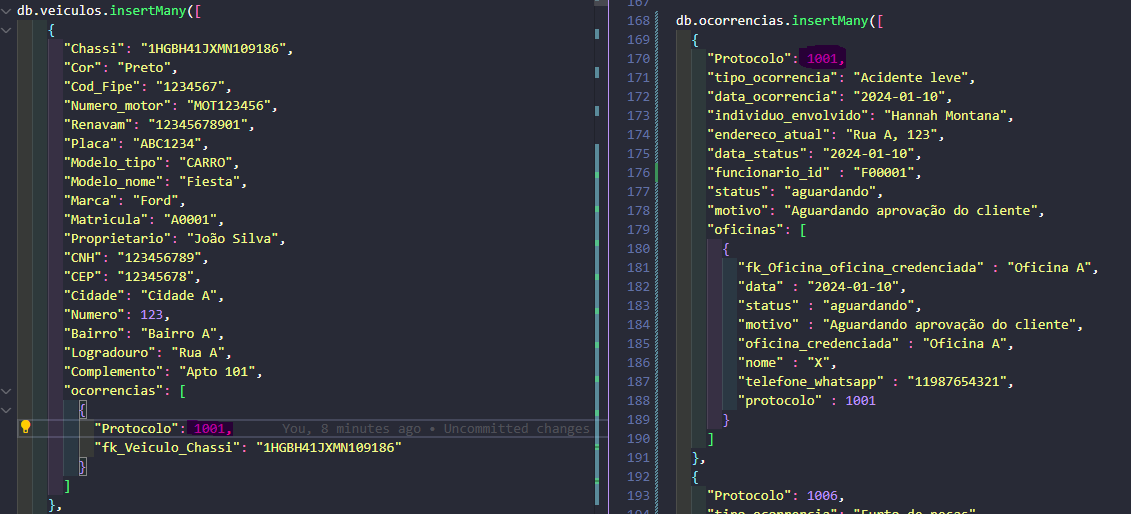 db.veiculos.insertMany([
{
"Chassi": "1HGBH41JXMN109186",
"Cor": "Preto",
"Cod_Fipe": "1234567",
"Numero_motor": "MOT123456",
"Renavam": "12345678901",
"Placa": "ABC1234",
"Modelo_tipo": "CARRO",
"Modelo_nome": "Fiesta",
"Marca": "Ford",
"Matricula": "A0001",
"Proprietario": "João Silva",
"CNH": "123456789",
"CEP": "12345678",
"Cidade": "Cidade A",
"Numero": 123,
"Bairro": "Bairro A",
"Logradouro": "Rua A",
"Complemento": "Apto 101",
"ocorrencias": [
{
"Protocolo": 1001, You, 8 minutes ago • Uncommitted changes
"fk_Veiculo_Chassi": "1HGBH41JXMN109186"
}
]
},
167
168 db.ocorrencias.insertMany([
169 {
170 "Protocolo": 1001,
171 "tipo_ocorrencia": "Acidente leve",
172 "data_ocorrencia": "2024-01-10",
173 "individuo_envolvido": "Hannah Montana",
174 "endereco_atual": "Rua A, 123",
175 "data_status": "2024-01-10",
176 "funcionario_id" : "F00001",
177 "status": "aguardando",
178 "motivo": "Aguardando aprovação do cliente",
179 "oficinas": [
180 {
181 "fk_Oficina_oficina_credenciada" : "Oficina A",
182 "data" : "2024-01-10",
183 "status" : "aguardando",
184 "motivo" : "Aguardando aprovação do cliente",
185 "oficina_credenciada" : "Oficina A",
186 "nome" : "X",
187 "telefone_whatsapp" : "11987654321",
188 "protocolo" : 1001
189 }
190 ]
191 },
192 {
193 "Protocolo": 1006,
194 "tipo_ocorrencia": "Furto de peças"